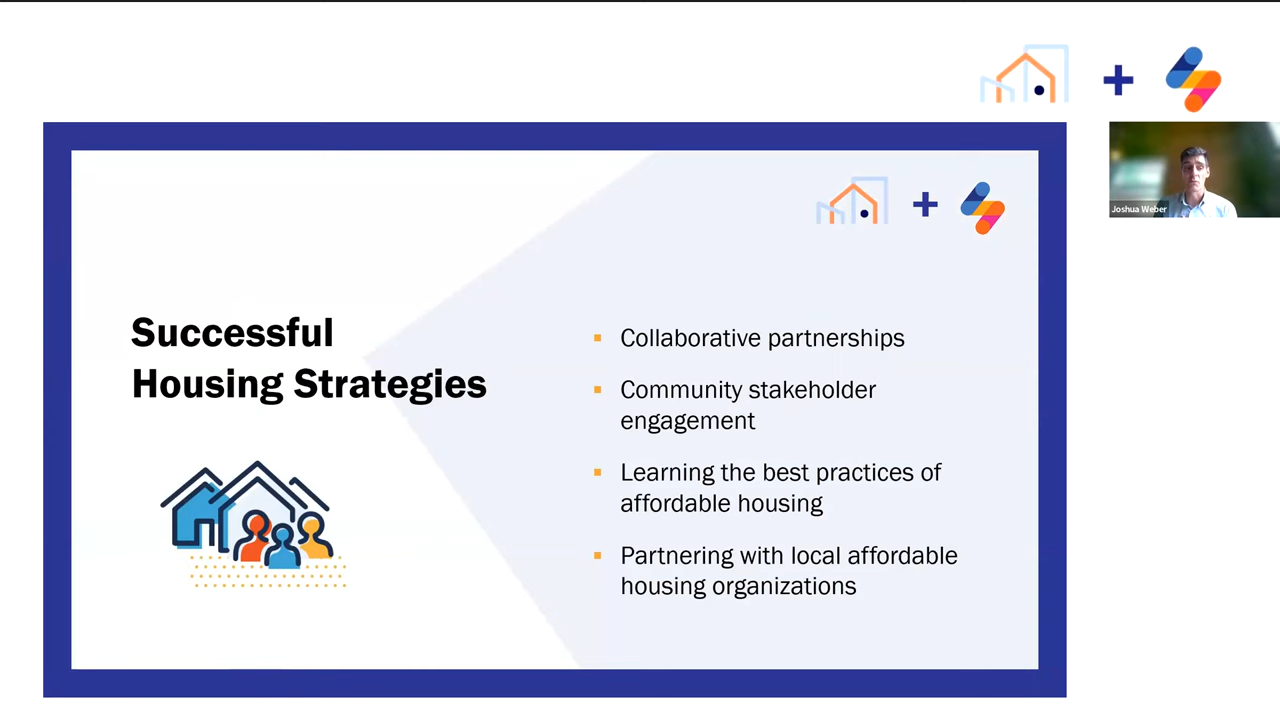 Joshua Weber
Successful
Housing Strategies
Collaborative partnerships
Community stakeholder
engagement
Learning the best practices of
affordable housing
Partnering with local affordable
housing organizations